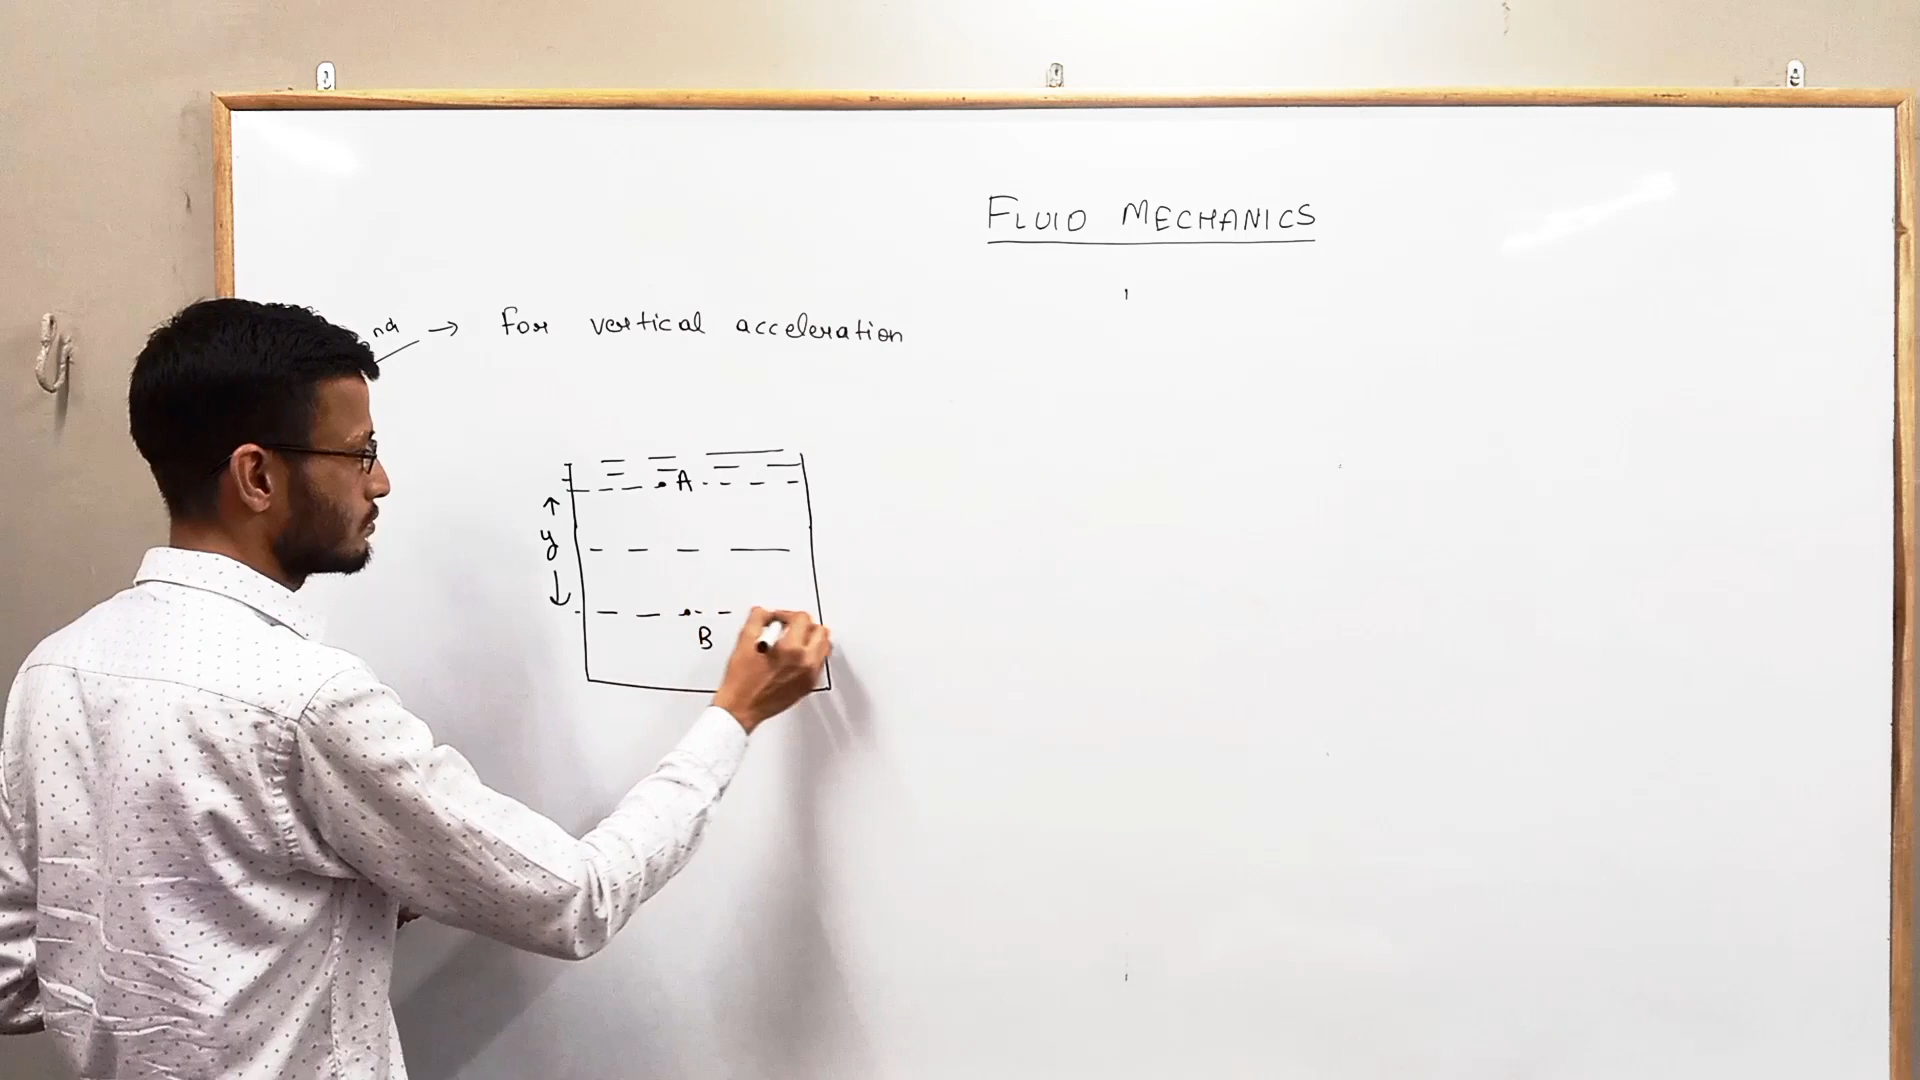 FLUID MECHANICS
nd → for vertical acceleration
A
y
B